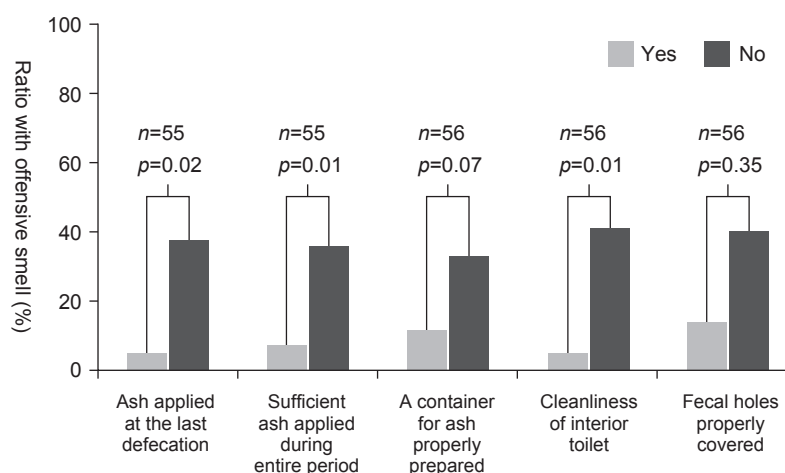 Ratio with offensive smell (%)
100
80
60
40
20
0
Yes
No
n=55
p=0.02
n=55
p=0.01
n=56
p=0.07
n=56
p=0.01
n=56
p=0.35
Ash applied
at the last
defecation
Sufficient
ash applied
during
entire period
A container
for ash
properly
prepared
Cleanliness
of interior
toilet
Fecal holes
properly
covered